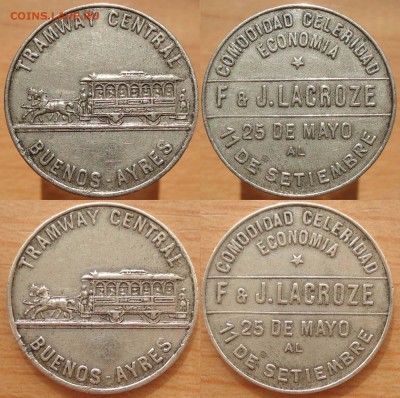 COINS.LAVE.RU
TRAMWAY CENTRAL
BUENOS-AYRES
COMODIDAD CELERIDAD
ECONOMIA
F & J. LACROZE
25 DE MAYO
AL
11 DE SETIEMBRE
TRAMWAY CENTRAL
BUENOS-AYRES
COMODIDAD CELERIDAD
ECONOMIA
F & J. LACROZE
25 DE MAYO
AL
11 DE SETIEMBRE